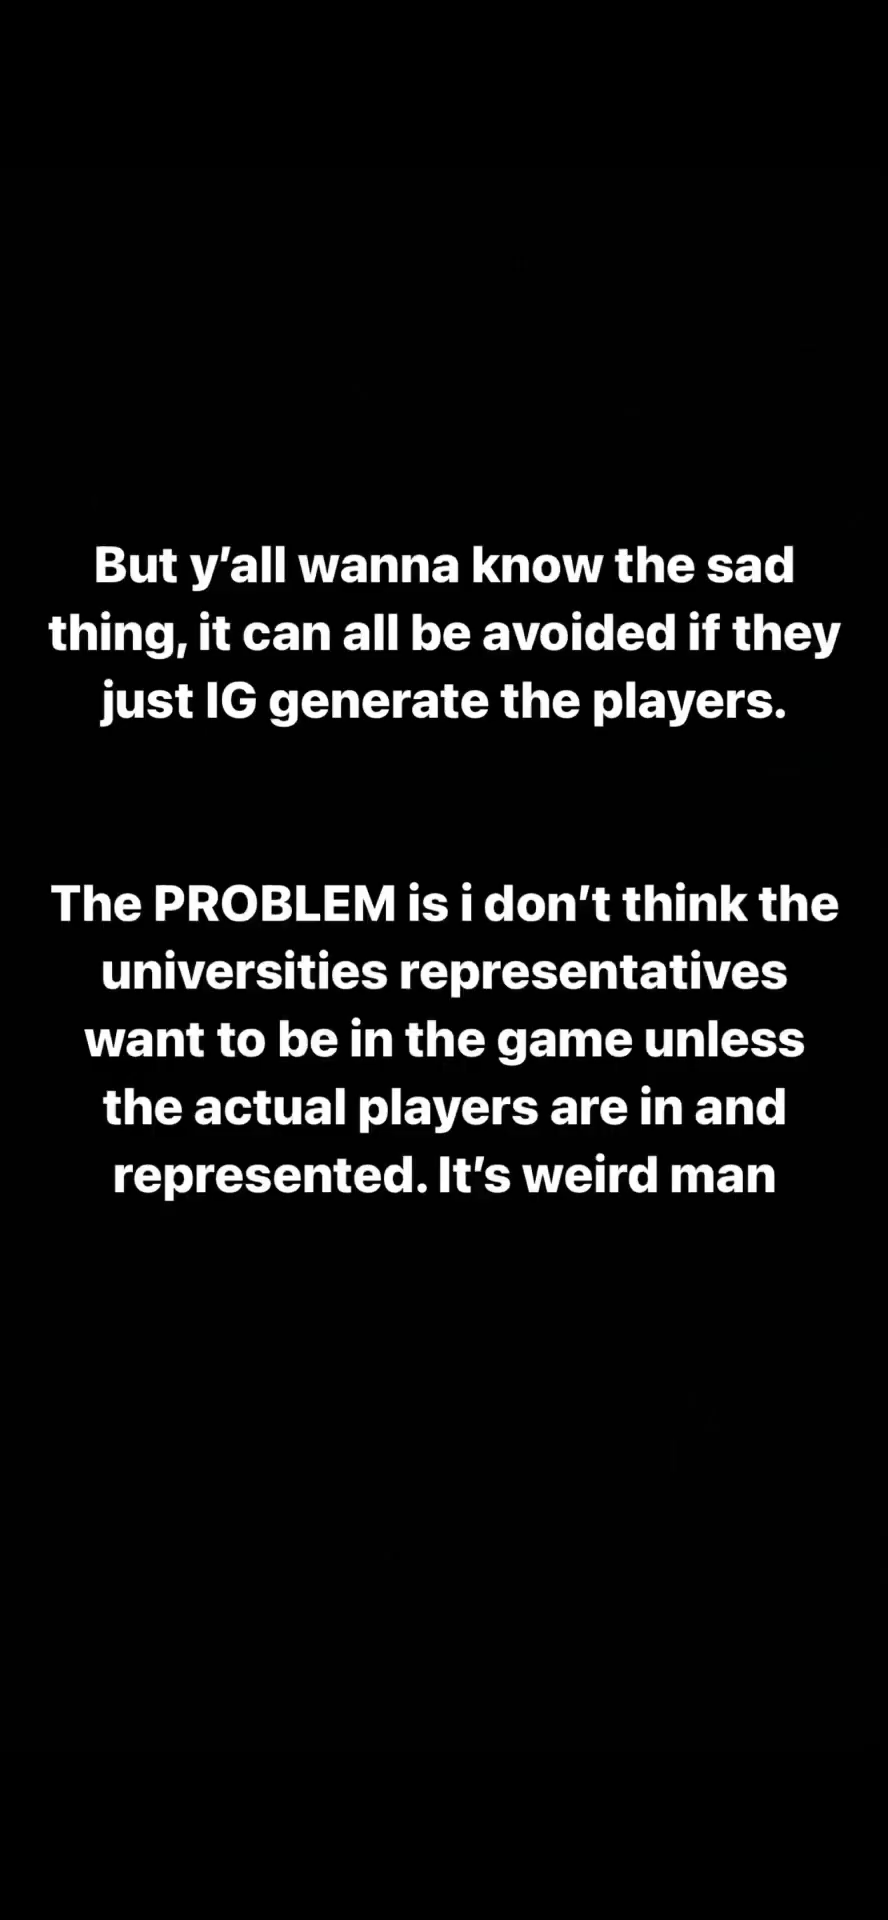 But y’all wanna know the sad
thing, it can all be avoided if they
just IG generate the players.
The PROBLEM is i don’t think the
universities representatives
want to be in the game unless
the actual players are in and
represented. It’s weird man